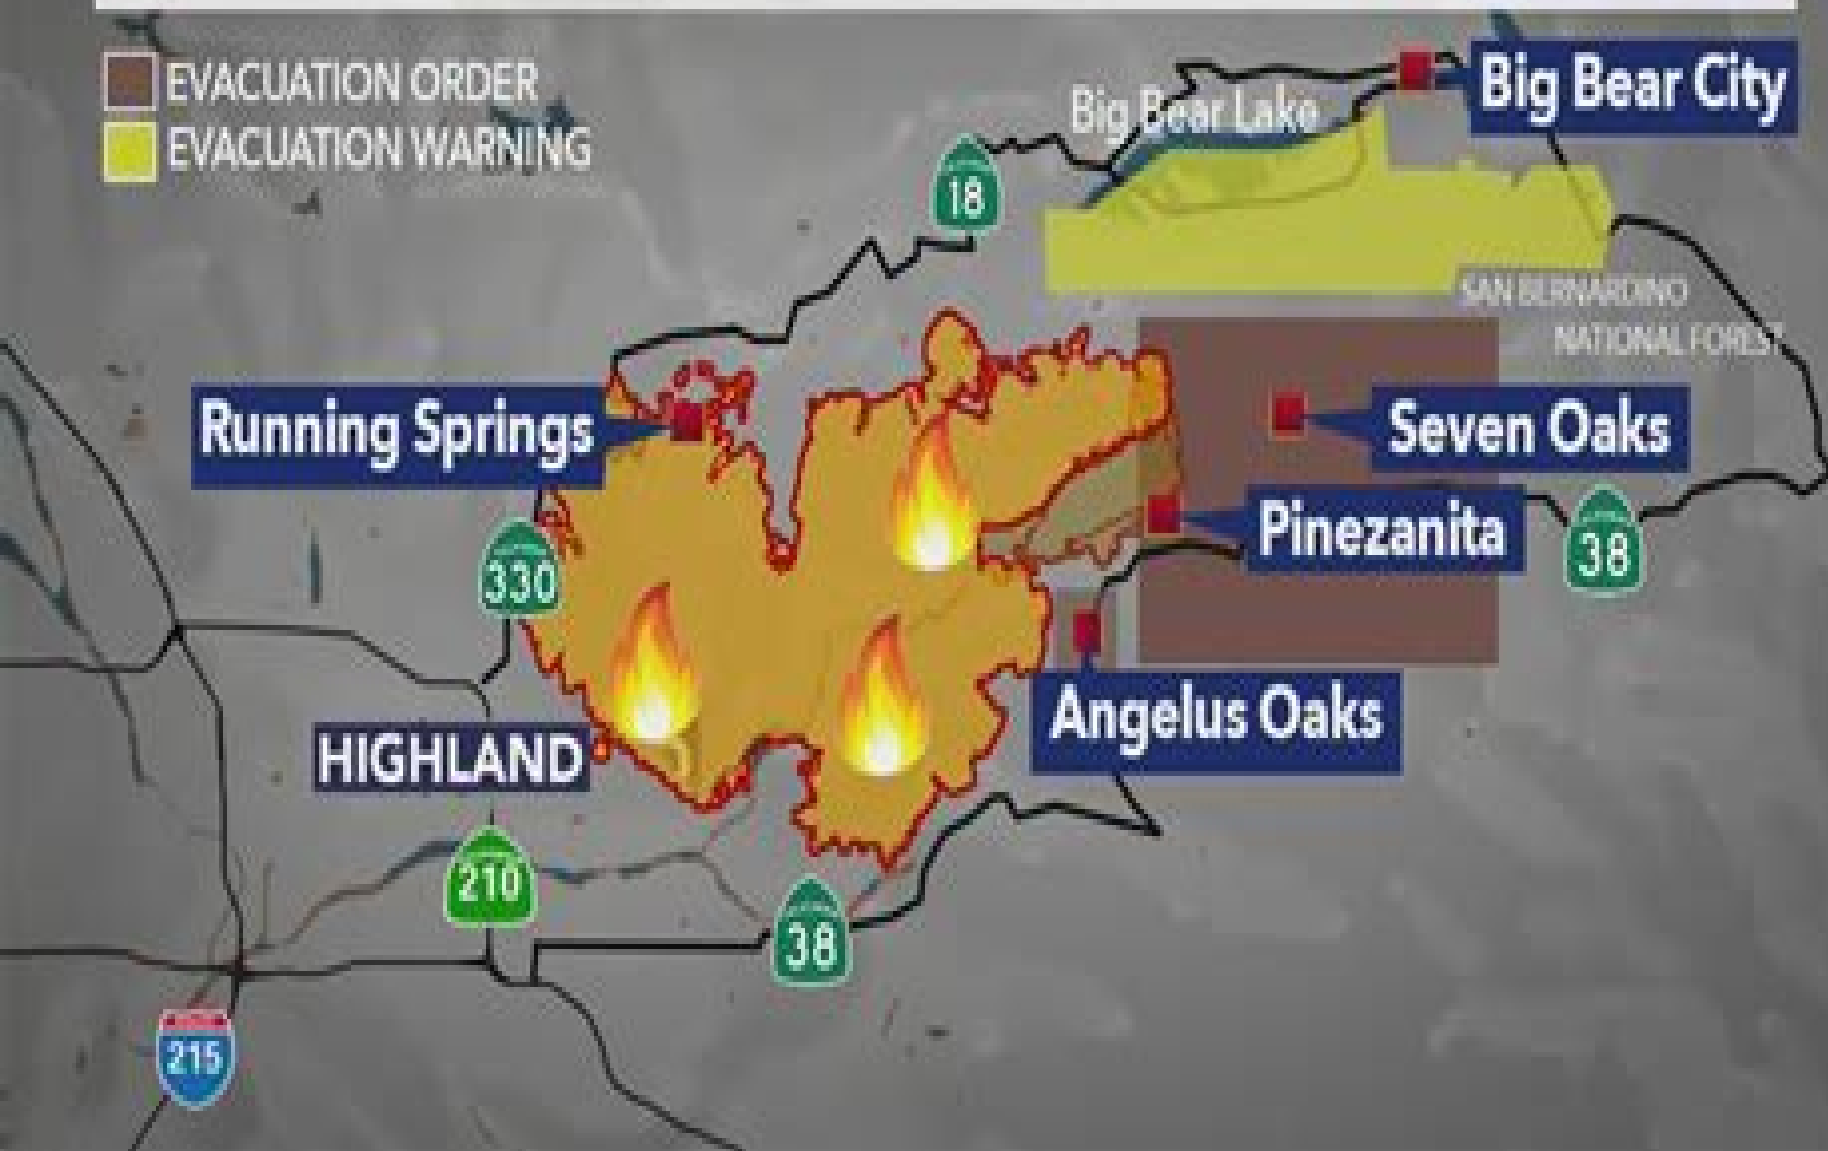 EVACUATION ORDER
EVACUATION WARNING
Big Bear City
Big Bear Lake
18
SAN BERNARDINO
NATIONAL FOREST
Running Springs
Seven Oaks
Pinezanita
330
38
Angelus Oaks
HIGHLAND
210
38
215